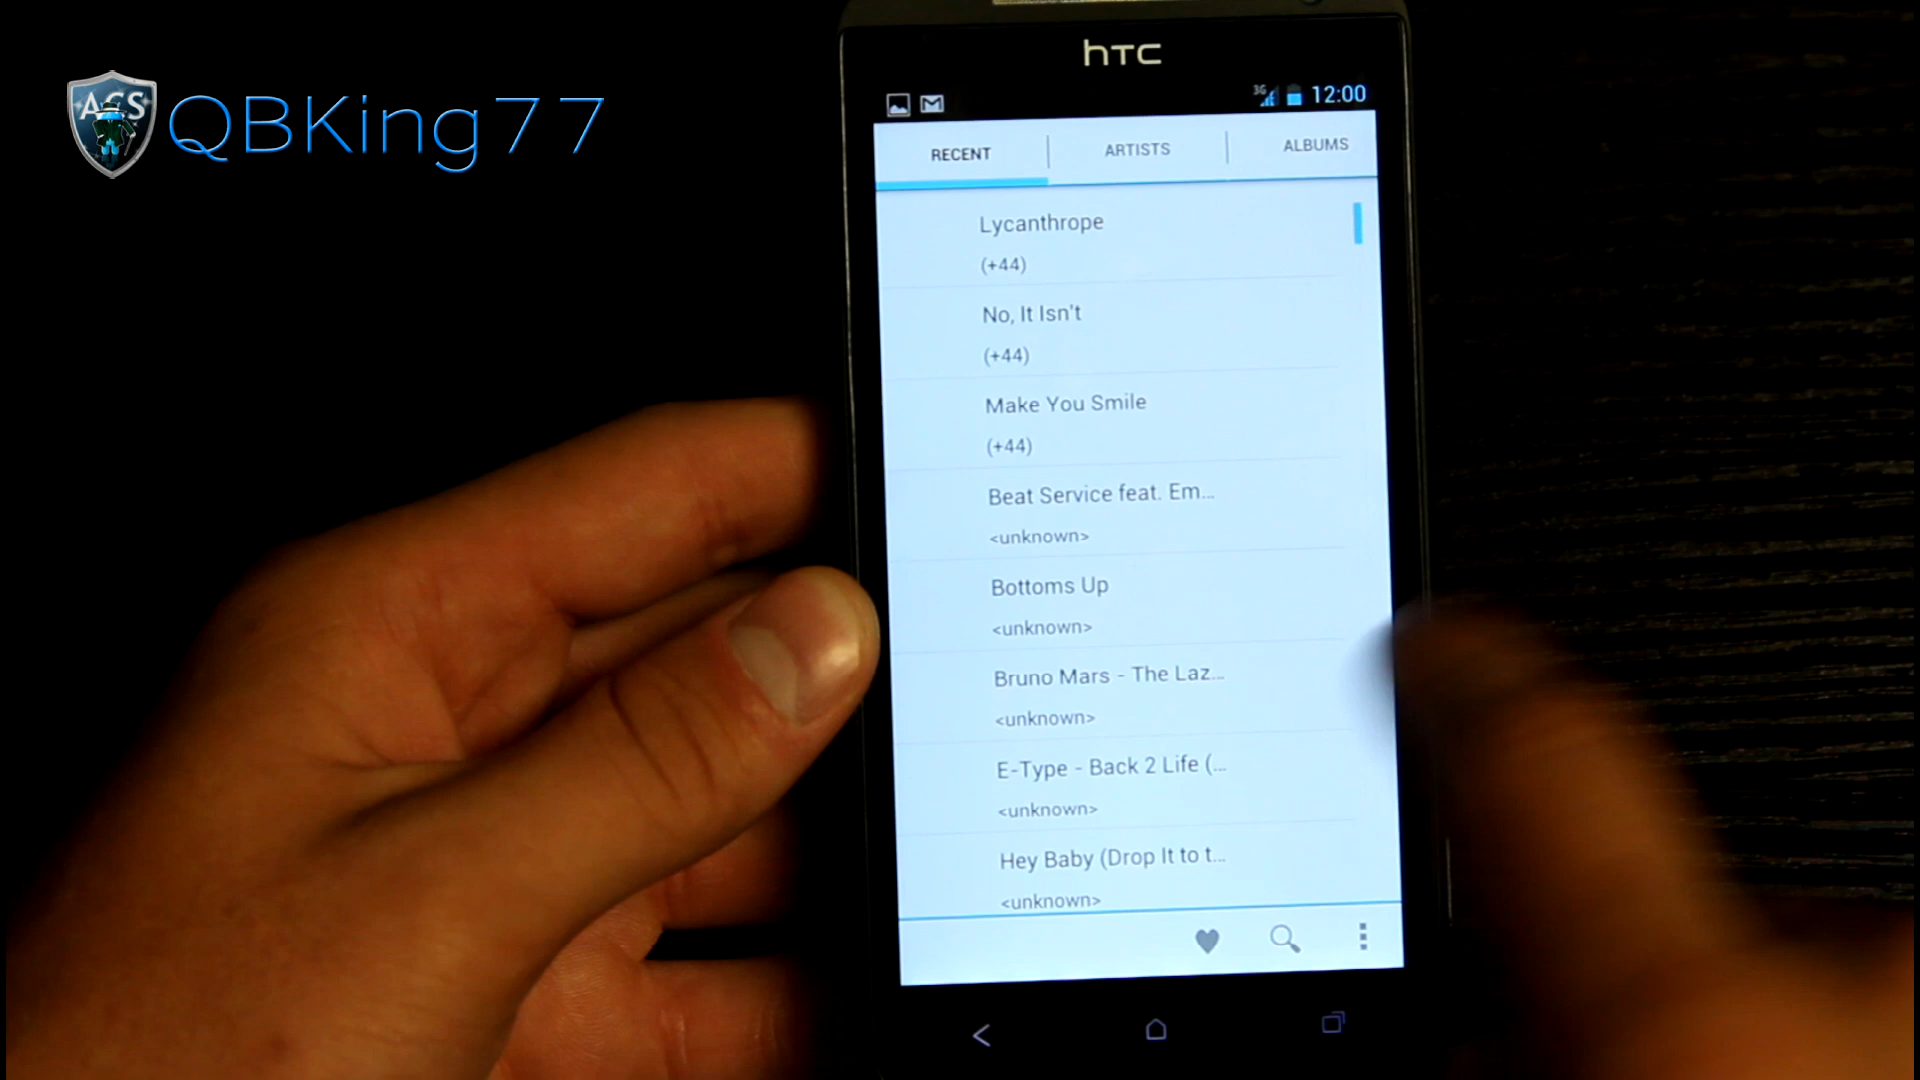 ACS
QBKing77
hTC
3G
12:00
RECENT
ARTISTS
ALBUMS
Lycanthrope
(+44)
No, It Isn't
(+44)
Make You Smile
(+44)
Beat Service feat. Em...
<unknown>
Bottoms Up
<unknown>
Bruno Mars - The Laz...
<unknown>
E-Type - Back 2 Life (...
<unknown>
Hey Baby (Drop It to t...
<unknown>